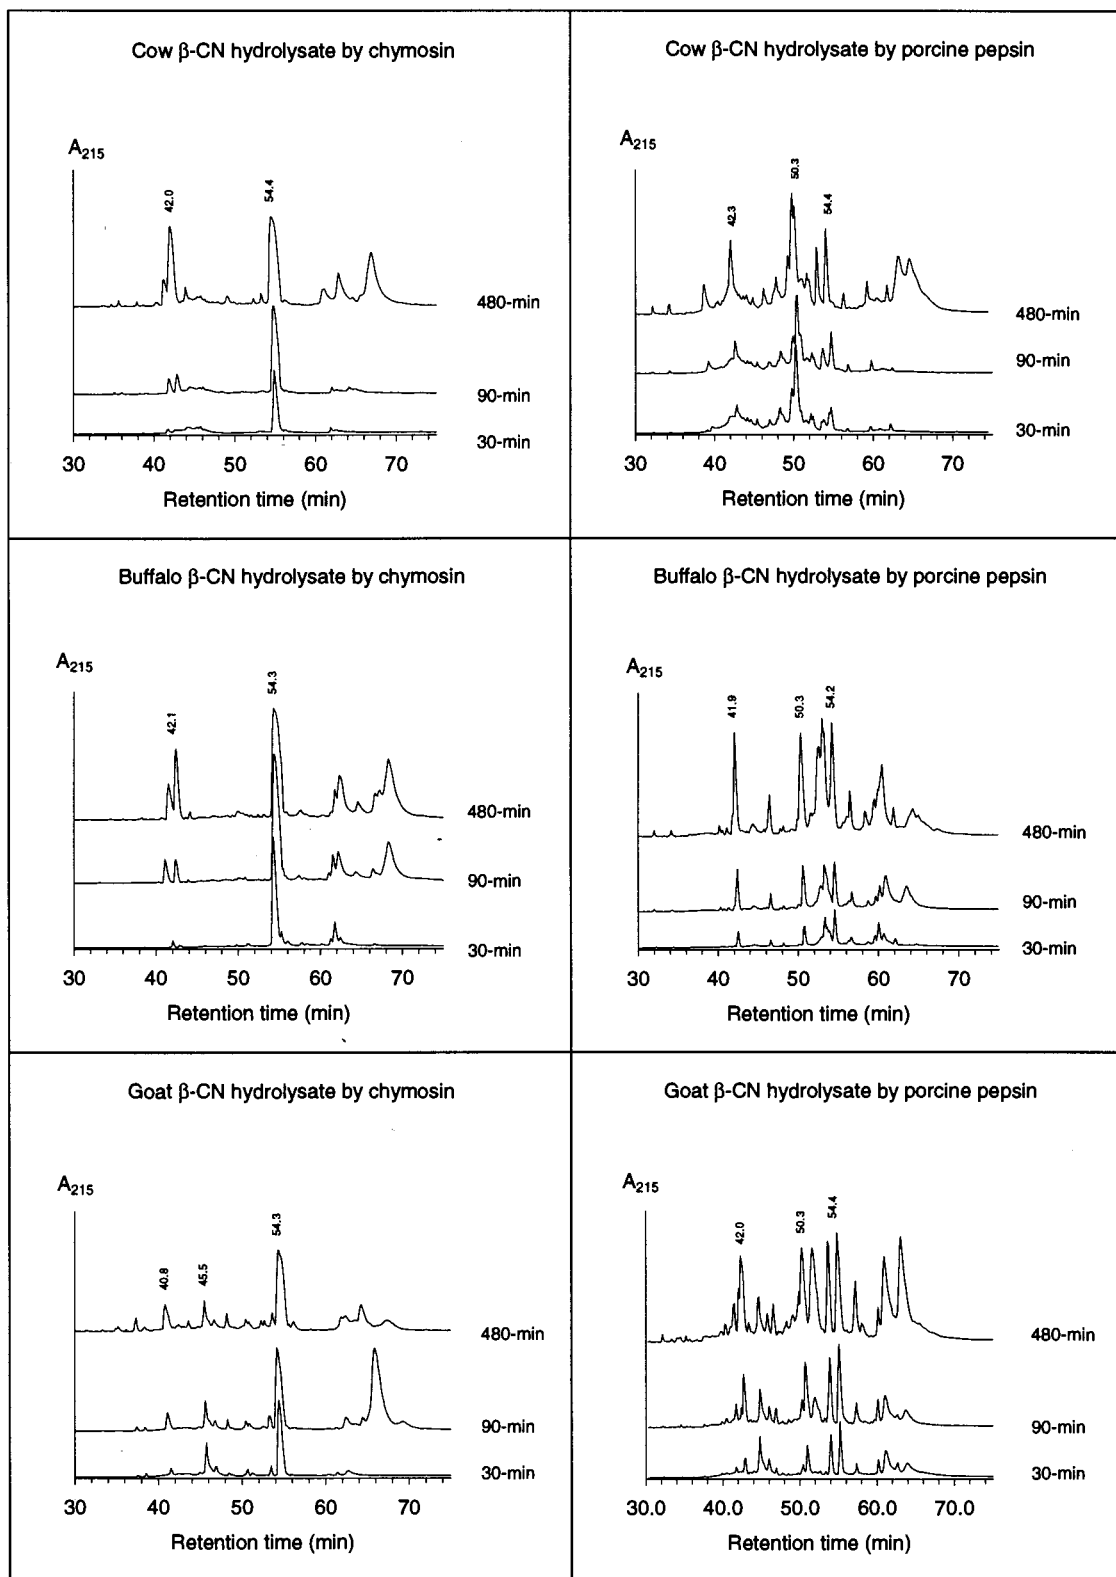 Cow β-CN hydrolysate by chymosin
A215
42.0
54.4
480-min
90-min
30-min
30 40 50 60 70
Retention time (min)
Cow β-CN hydrolysate by porcine pepsin
A215
42.3
50.3
54.4
480-min
90-min
30-min
30 40 50 60 70
Retention time (min)
Buffalo β-CN hydrolysate by chymosin
A215
42.1
54.3
480-min
90-min
30-min
30 40 50 60 70
Retention time (min)
Buffalo β-CN hydrolysate by porcine pepsin
A215
41.9
50.3
54.2
480-min
90-min
30-min
30 40 50 60 70
Retention time (min)
Goat β-CN hydrolysate by chymosin
A215
40.8
45.5
54.3
480-min
90-min
30-min
30 40 50 60 70
Retention time (min)
Goat β-CN hydrolysate by porcine pepsin
A215
42.0
50.3
54.4
480-min
90-min
30-min
30.0 40.0 50.0 60.0 70.0
Retention time (min)